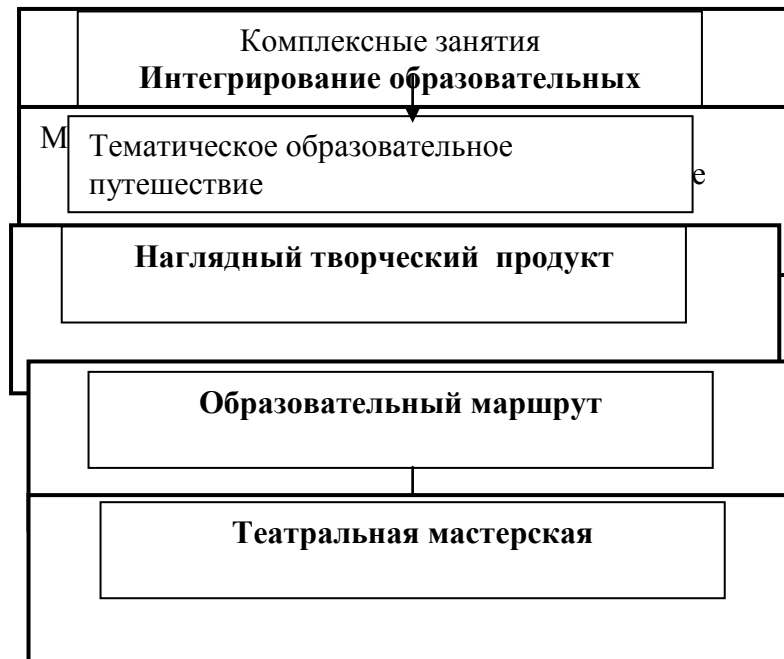 Комплексные занятия
Интегрирование образовательных
М
Тематическое образовательное
путешествие
е
Наглядный творческий продукт
Образовательный маршрут
Театральная мастерская